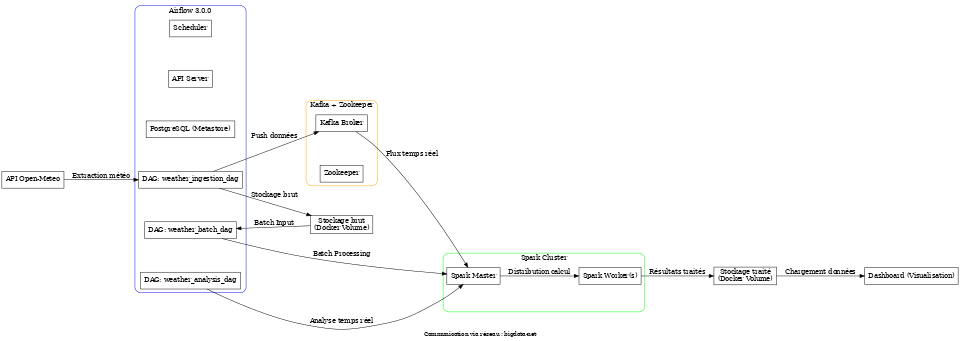 Airflow 3.0.0
Scheduler
API Server
PostgreSQL (Metastore)
API Open-Meteo
Extraction météo
DAG: weather_ingestion_dag
DAG: weather_batch_dag
DAG: weather_analysis_dag
Push données
Stockage brut
Batch Input
Kafka + Zookeeper
Kafka Broker
Zookeeper
Flux temps réel
Stockage brut
(Docker Volume)
Batch Processing
Analyse temps réel
Spark Cluster
Spark Master
Distribution calcul
Spark Worker(s)
Résultats traités
Stockage traité
(Docker Volume)
Chargement données
Dashboard (Visualisation)
Communication via réseau : bigdata-net